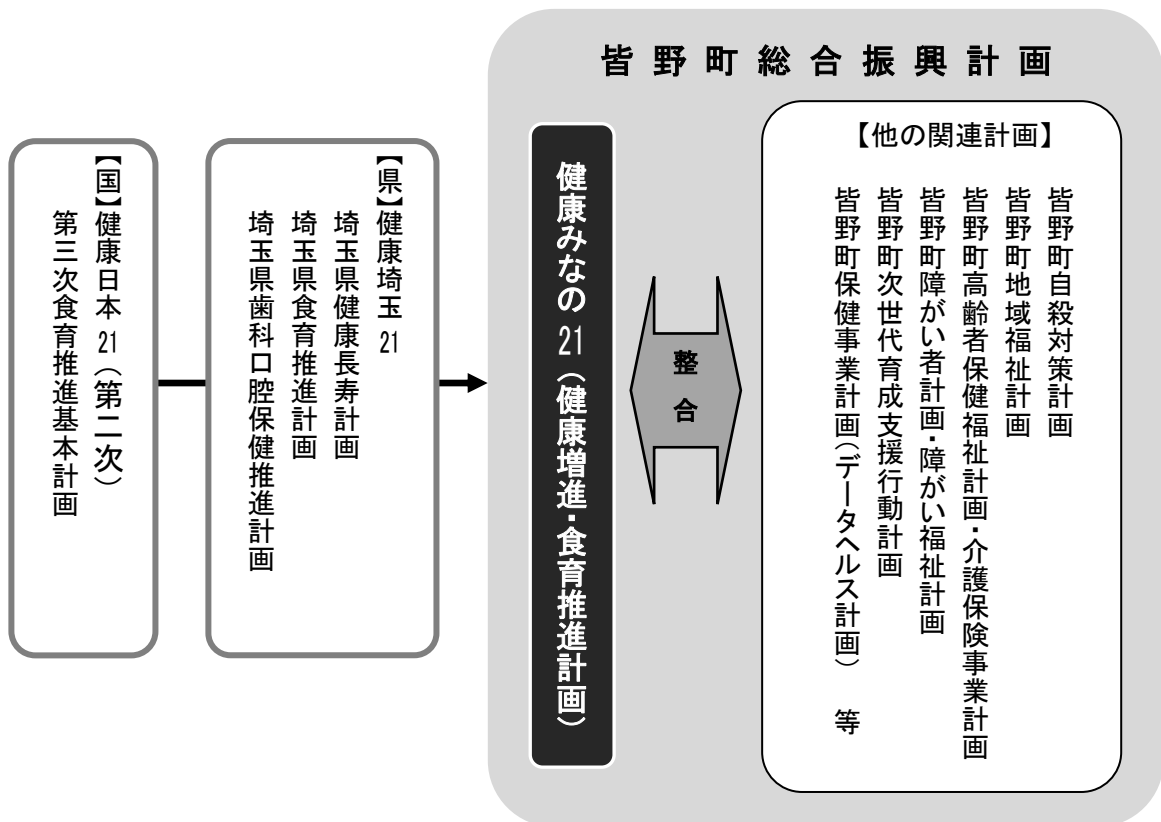 皆野町総合振興計画
【国】健康日本21（第二次）
第三次食育推進基本計画
【県】健康埼玉21
埼玉県健康長寿計画
埼玉県食育推進計画
埼玉県歯科口腔保健推進計画
健康みなの21（健康増進・食育推進計画）
整合
【他の関連計画】
皆野町自殺対策計画
皆野町地域福祉計画
皆野町高齢者保健福祉計画・介護保険事業計画
皆野町障がい者計画・障がい福祉計画
皆野町次世代育成支援行動計画
皆野町保健事業計画（データヘルス計画） 等